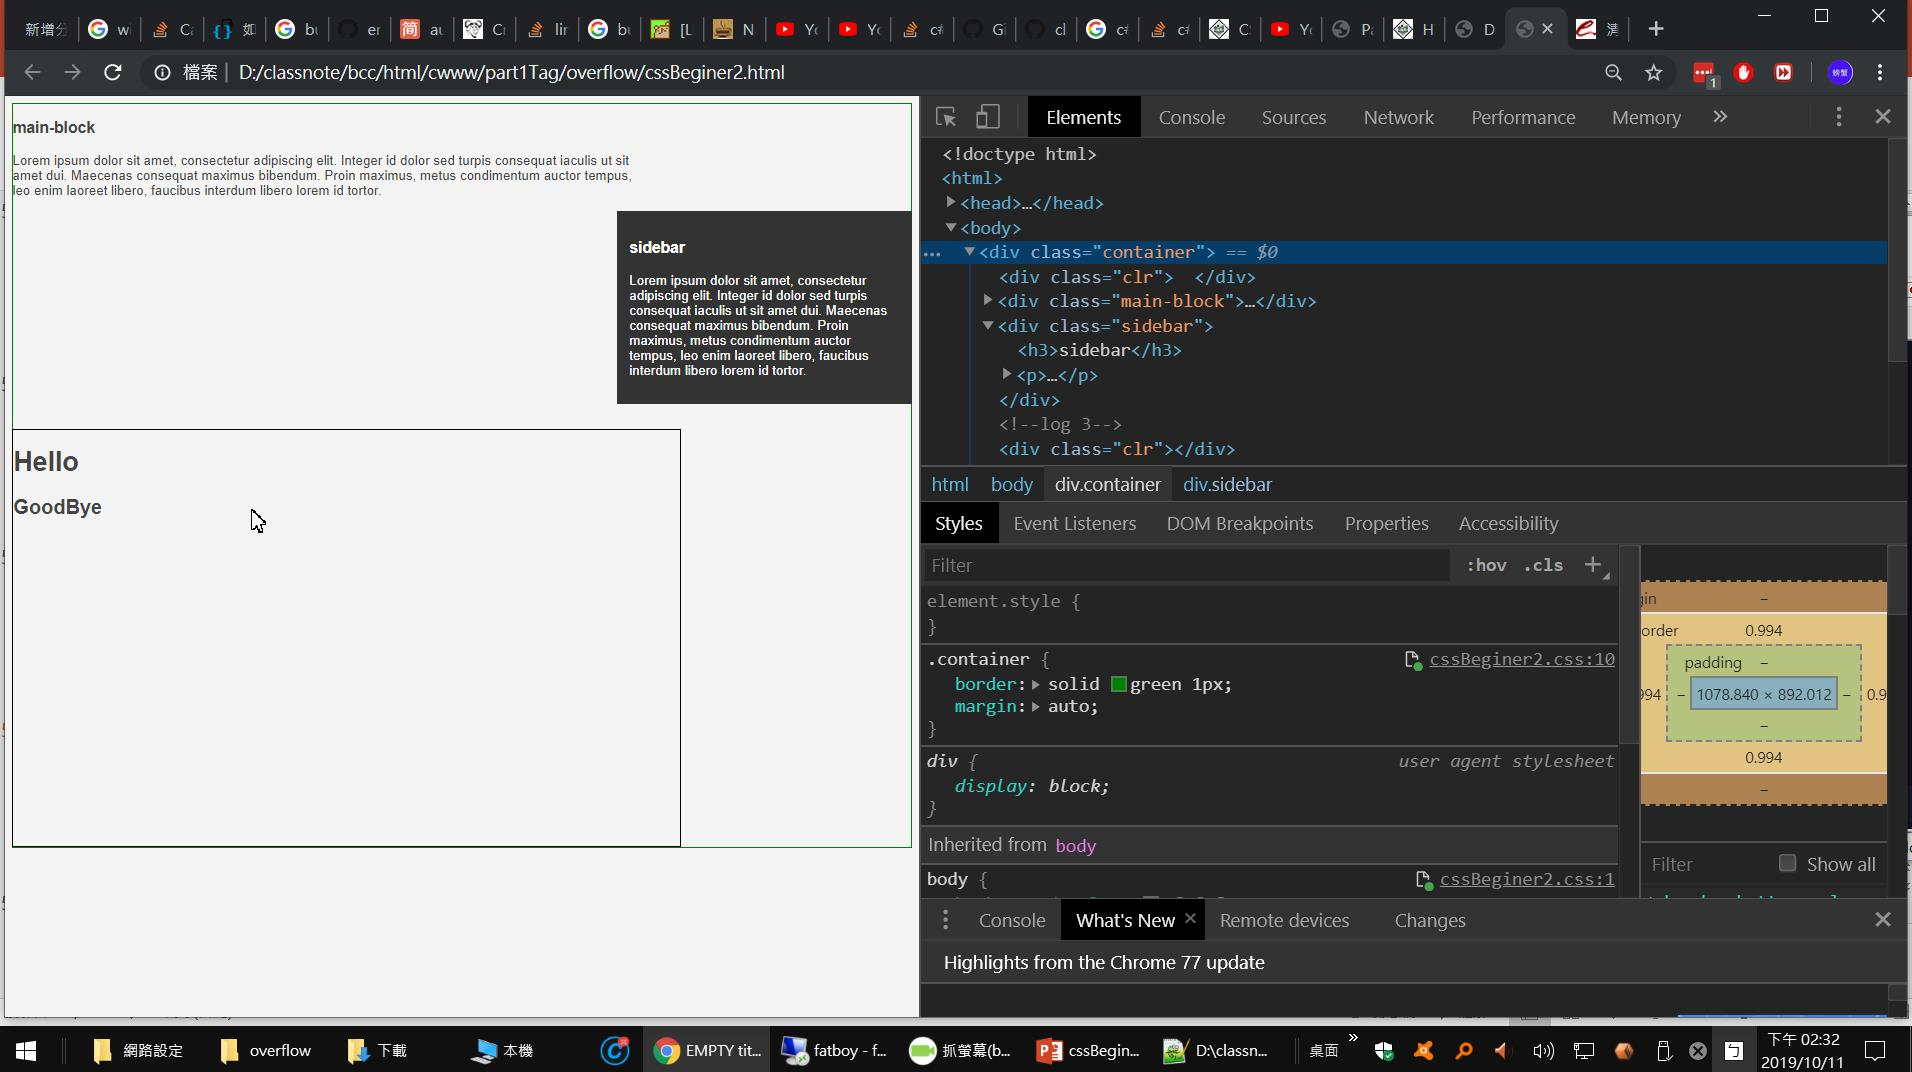 新增分
D:/classnote/bcc/html/cwww/part1Tag/overflow/cssBeginer2.html
檔案
main-block
Lorem ipsum dolor sit amet, consectetur adipiscing elit. Integer id dolor sed turpis consequat iaculis ut sit
amet dui. Maecenas consequat maximus bibendum. Proin maximus, metus condimentum auctor tempus,
leo enim laoreet libero, faucibus interdum libero lorem id tortor.
sidebar
Lorem ipsum dolor sit amet, consectetur
adipiscing elit. Integer id dolor sed turpis
consequat iaculis ut sit amet dui. Maecenas
consequat maximus bibendum. Proin
maximus, metus condimentum auctor
tempus, leo enim laoreet libero, faucibus
interdum libero lorem id tortor.
Hello
GoodBye
Elements Console Sources Network Performance Memory
<!doctype html>
<html>
<head>…</head>
<body>
<div class="container"> == $0
<div class="clr"> </div>
<div class="main-block">…</div>
<div class="sidebar">
<h3>sidebar</h3>
<p>…</p>
</div>
<!--log 3-->
<div class="clr"></div>
html body div.container div.sidebar
Styles Event Listeners DOM Breakpoints Properties Accessibility
Filter :hov .cls +
element.style {
}
.container { cssBeginer2.css:10
border: solid green 1px;
margin: auto;
}
div { user agent stylesheet
display: block;
}
Inherited from body
body { cssBeginer2.css:1
gin –
order 0.994
padding –
994 – 1078.840 × 892.012 – 0.9
–
0.994
–
Filter Show all
Console What's New Remote devices Changes
Highlights from the Chrome 77 update
網路設定 overflow 下載 本機 EMPTY tit... fatboy - f... 抓螢幕(b... cssBegin... D:\classn... 桌面
下午 02:32
2019/10/11